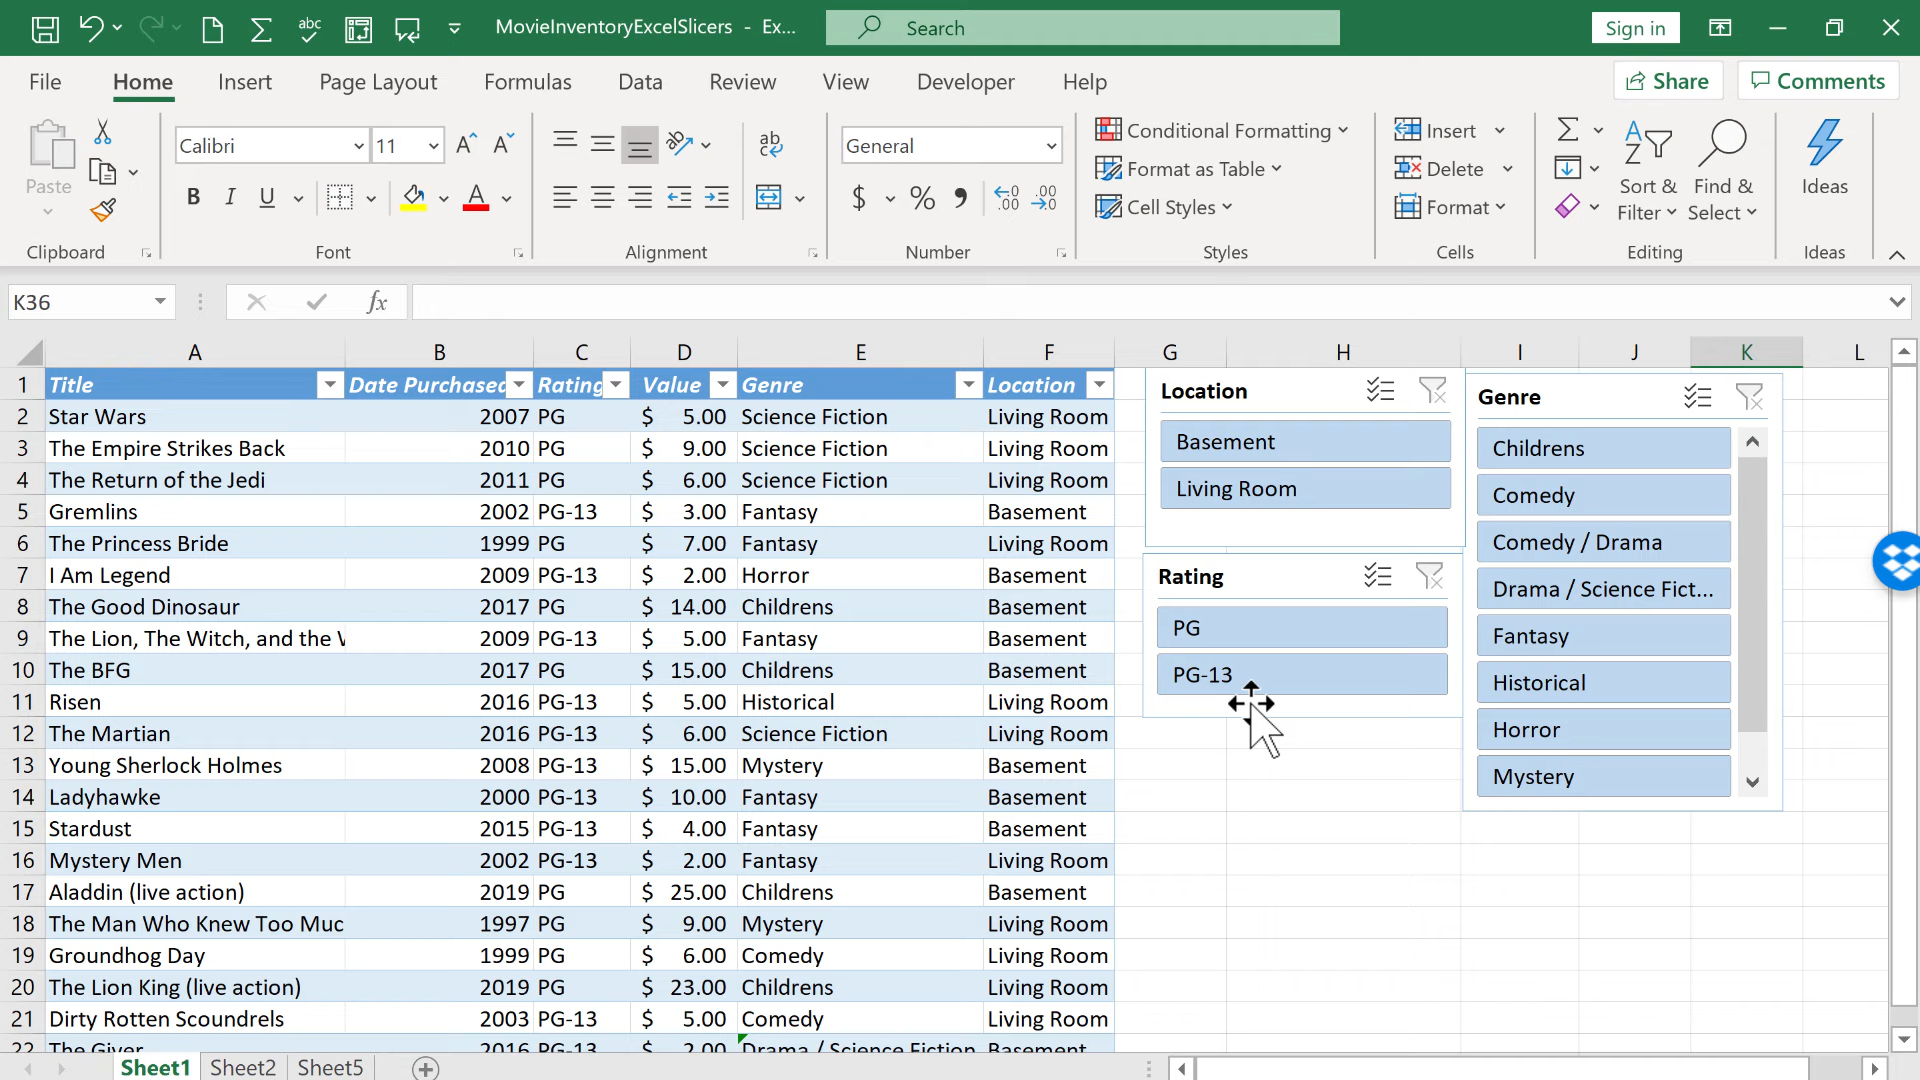 abc
MovieInventoryExcelSlicers - Ex...
Search
Sign in
File Home Insert Page Layout Formulas Data Review View Developer Help
Share
Comments
Paste
Clipboard
Calibri 11
B I U
A
Font
ab
Alignment
General
$ % ,
Number
Conditional Formatting
Format as Table
Cell Styles
Styles
Insert
Delete
Format
Cells
Sort & Filter
Find & Select
Editing
Ideas
Ideas
K36
fx
A B C D E F G H I J K L
1 Title Date Purchased Rating Value Genre Location
2 Star Wars 2007 PG $ 5.00 Science Fiction Living Room
3 The Empire Strikes Back 2010 PG $ 9.00 Science Fiction Living Room
4 The Return of the Jedi 2011 PG $ 6.00 Science Fiction Living Room
5 Gremlins 2002 PG-13 $ 3.00 Fantasy Basement
6 The Princess Bride 1999 PG $ 7.00 Fantasy Living Room
7 I Am Legend 2009 PG-13 $ 2.00 Horror Basement
8 The Good Dinosaur 2017 PG $ 14.00 Childrens Basement
9 The Lion, The Witch, and the 2009 PG-13 $ 5.00 Fantasy Basement
10 The BFG 2017 PG $ 15.00 Childrens Basement
11 Risen 2016 PG-13 $ 5.00 Historical Living Room
12 The Martian 2016 PG-13 $ 6.00 Science Fiction Living Room
13 Young Sherlock Holmes 2008 PG-13 $ 15.00 Mystery Basement
14 Ladyhawke 2000 PG-13 $ 10.00 Fantasy Basement
15 Stardust 2015 PG-13 $ 4.00 Fantasy Basement
16 Mystery Men 2002 PG-13 $ 2.00 Fantasy Living Room
17 Aladdin (live action) 2019 PG $ 25.00 Childrens Basement
18 The Man Who Knew Too Muc 1997 PG $ 9.00 Mystery Living Room
19 Groundhog Day 1999 PG $ 6.00 Comedy Living Room
20 The Lion King (live action) 2019 PG $ 23.00 Childrens Living Room
21 Dirty Rotten Scoundrels 2003 PG-13 $ 5.00 Comedy Living Room
22 The Giver 2016 PG-13 $ 2.00 Drama / Science Fiction Basement
Location
Basement
Living Room
Rating
PG
PG-13
Genre
Childrens
Comedy
Comedy / Drama
Drama / Science Fict...
Fantasy
Historical
Horror
Mystery
Sheet1 Sheet2 Sheet5